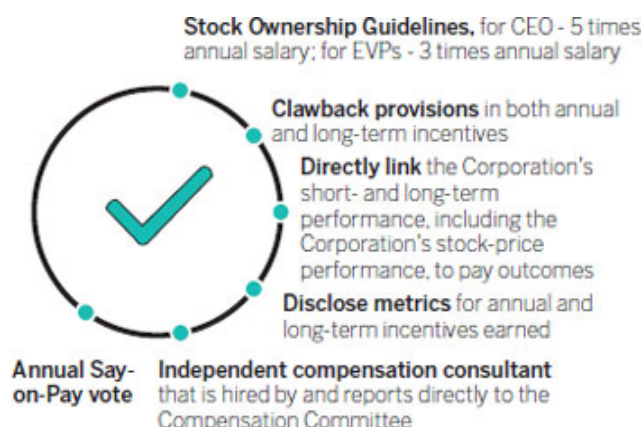 Stock Ownership Guidelines, for CEO - 5 times
annual salary; for EVPs - 3 times annual salary
Clawback provisions in both annual
and long-term incentives
Directly link the Corporation's
short- and long-term
performance, including the
Corporation's stock-price
performance, to pay outcomes
Disclose metrics for annual and
long-term incentives earned
Independent compensation consultant
that is hired by and reports directly to the
Compensation Committee
Annual Say-
on-Pay vote